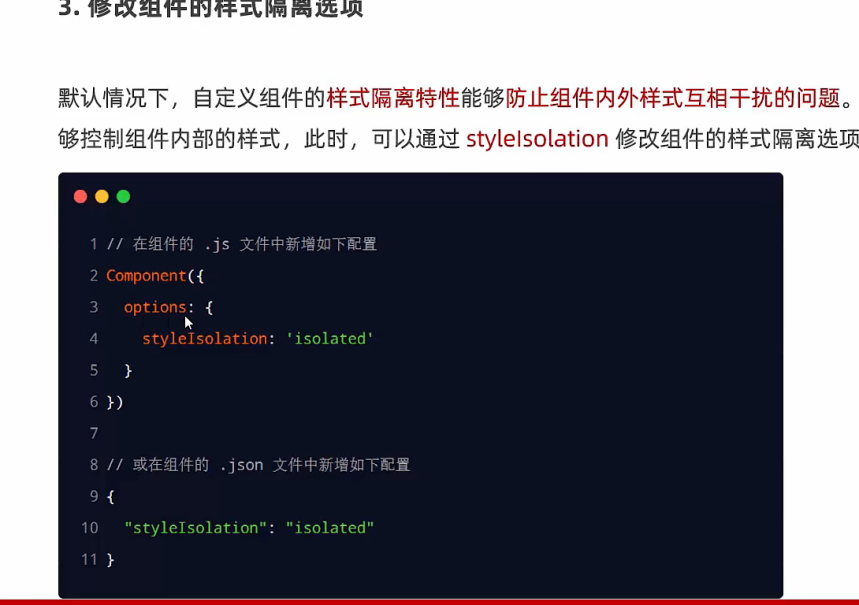 3. 修改组件的样式隔离选项
默认情况下，自定义组件的样式隔离特性能够防止组件内外样式互相干扰的问题。
够控制组件内部的样式，此时，可以通过 styleIsolation 修改组件的样式隔离选项
1 // 在组件的 .js 文件中新增如下配置
2 Component({
3   options: {
4     styleIsolation: 'isolated'
5   }
6 })
7
8 // 或在组件的 .json 文件中新增如下配置
9 {
10   "styleIsolation": "isolated"
11 }